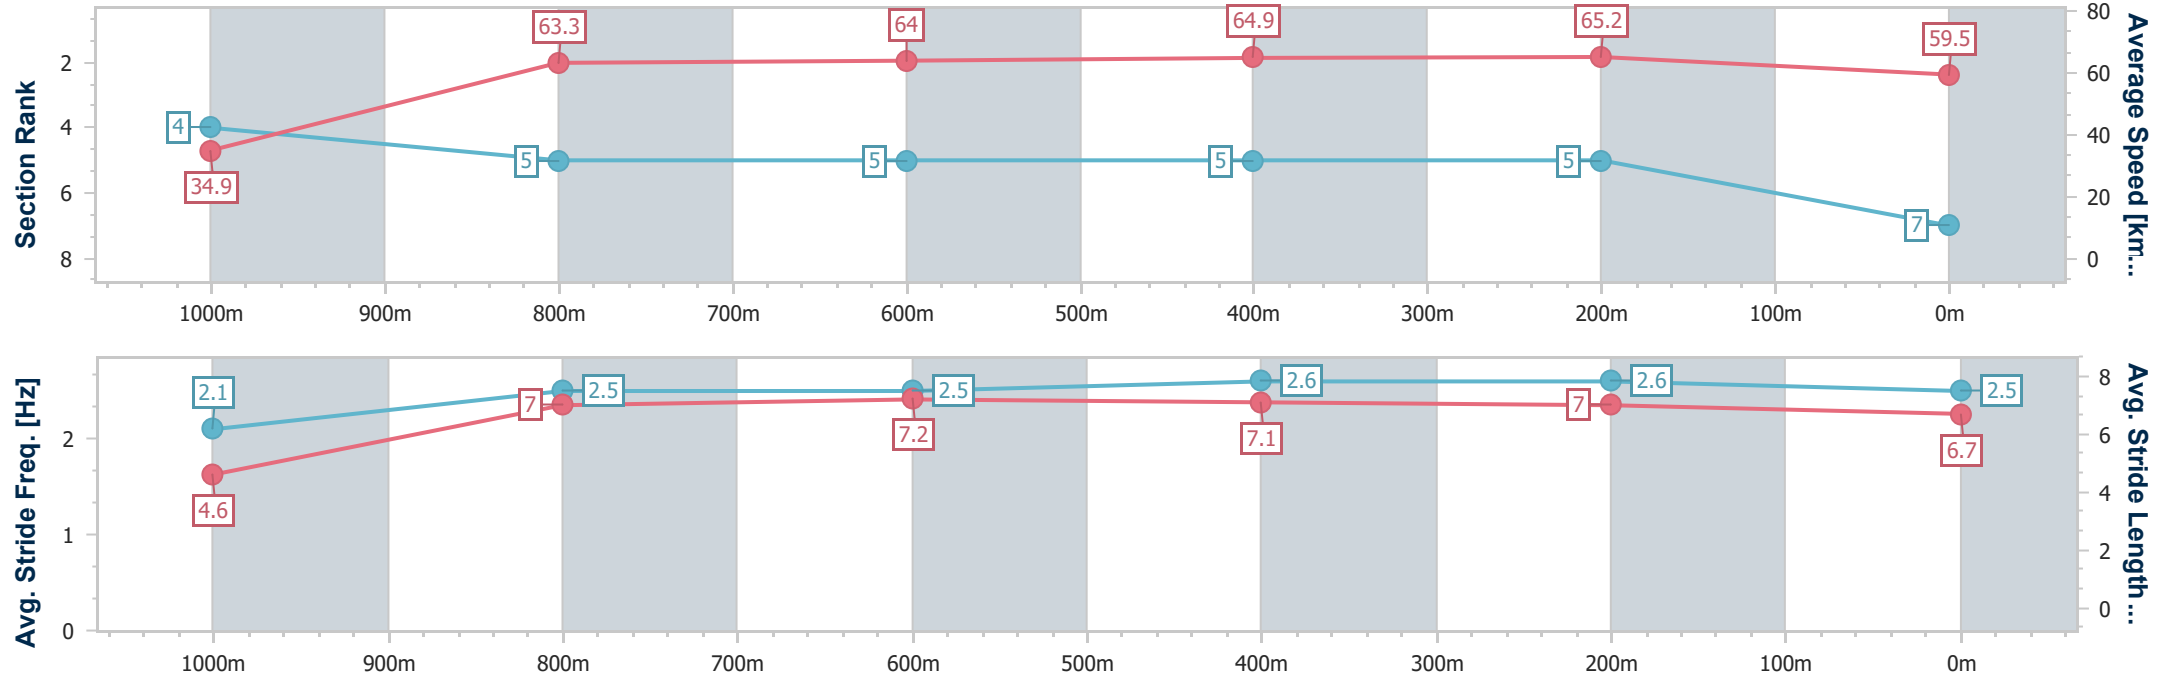 63.3
64
64.9
65.2
59.5
80
2
60
4
4
40
5
5
5
5
34.9
6
20
7
8
0
Section Rank
Average Speed [km...
1000m
900m
800m
700m
600m
500m
400m
300m
200m
100m
0m
2.1
2.5
2.5
2.6
2.6
2.5
8
7
7
2
7.2
7.1
6
6.7
4.6
4
1
2
0
0
Avg. Stride Freq. [Hz]
Avg. Stride Length...
1000m
900m
800m
700m
600m
500m
400m
300m
200m
100m
0m